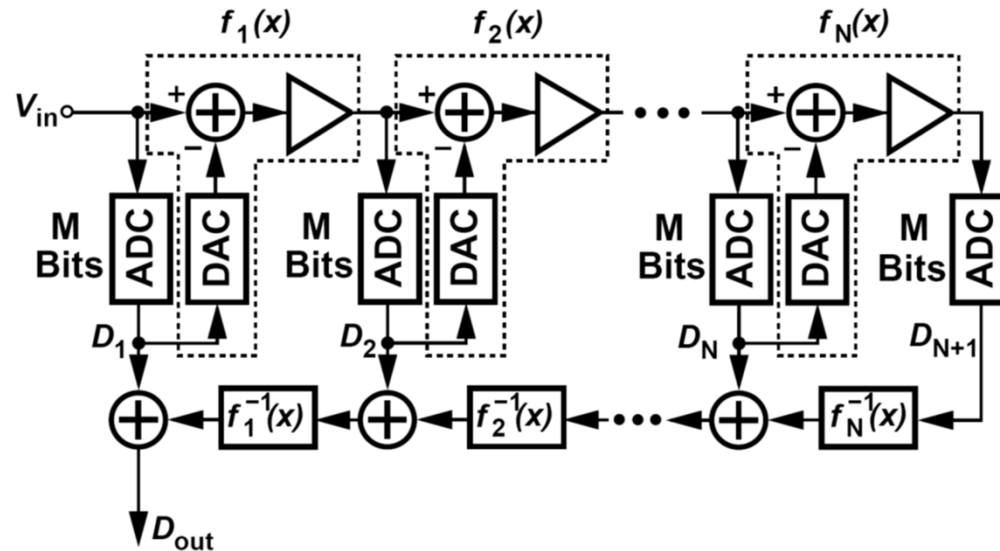 f1(x) f2(x) fN(x)
Vin + + +
− − −
M Bits ADC DAC M Bits ADC DAC M Bits ADC DAC M Bits ADC
D1 D2 DN DN+1
f1−1(x) f2−1(x) fN−1(x)
Dout